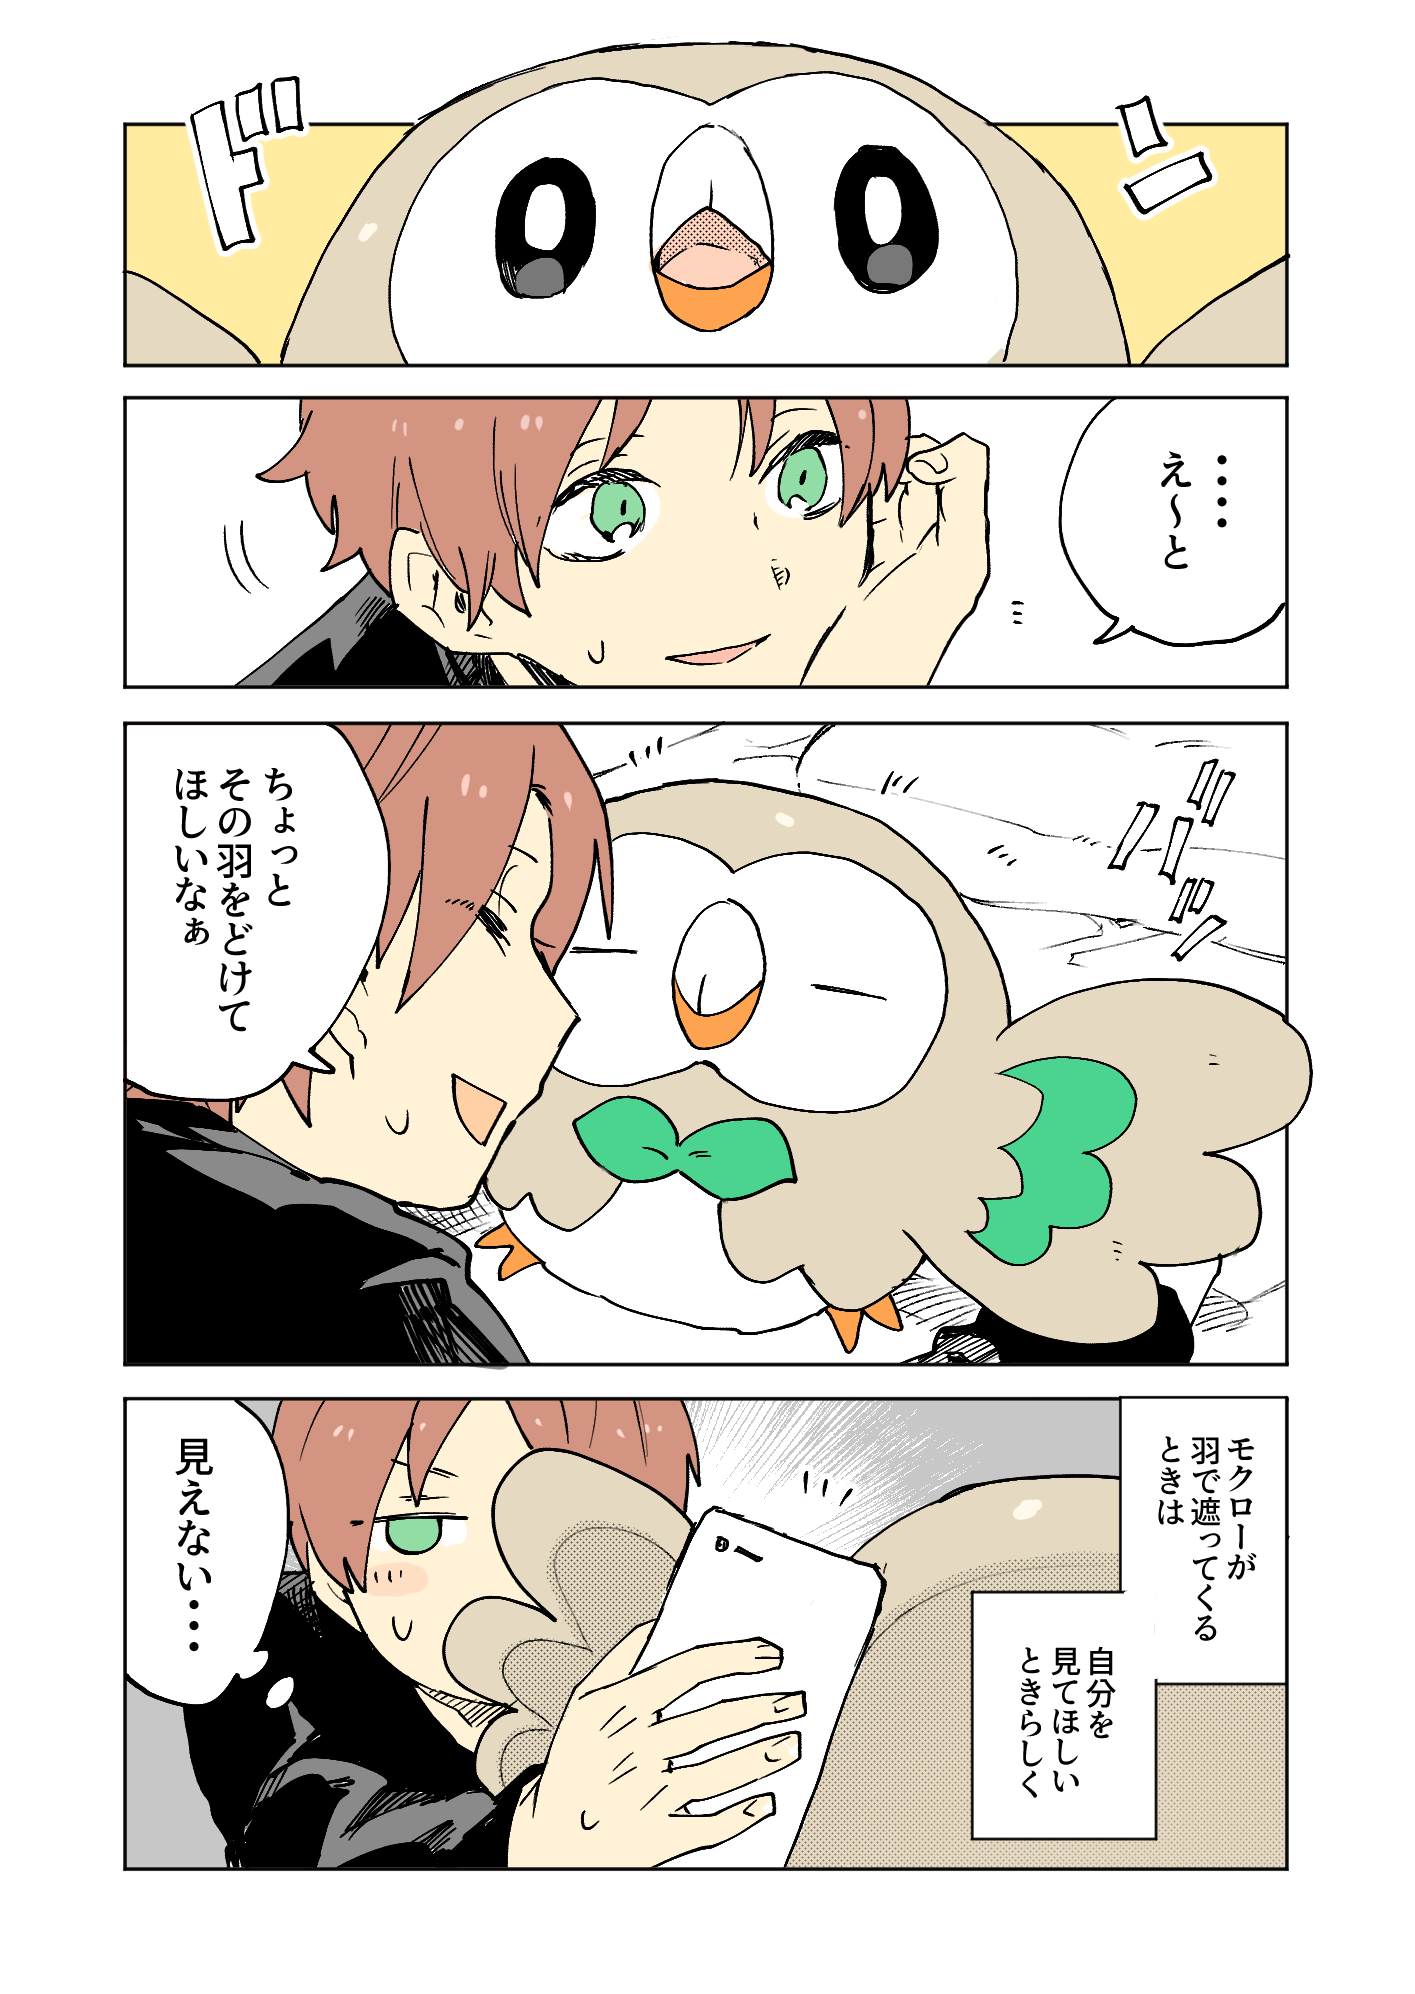 ドドン
‥‥
え〜と
ちょっと
その羽をどけて
ほしいなぁ
モクローが
羽で遮ってくる
ときは
自分を
見てほしい
ときらしく
見えない‥‥